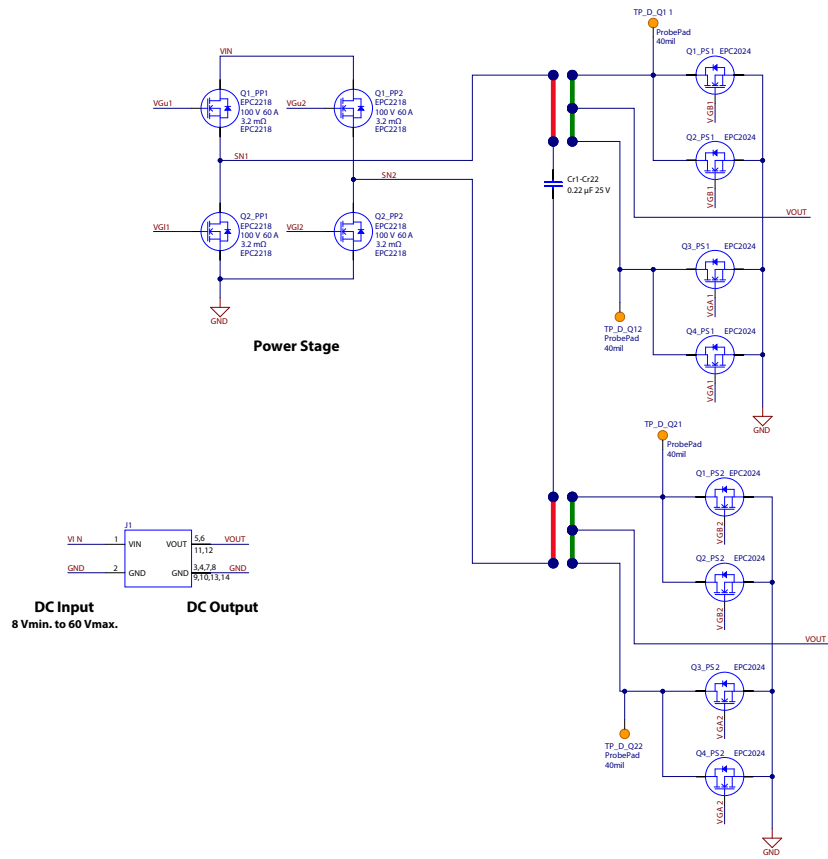 VIN
Q1_PP1
EPC2218
100 V 60 A
3.2 mΩ
EPC2218
VGu1
Q1_PP2
EPC2218
100 V 60 A
3.2 mΩ
EPC2218
VGu2
SN1
SN2
Q2_PP1
EPC2218
100 V 60 A
3.2 mΩ
EPC2218
VGl1
Q2_PP2
EPC2218
100 V 60 A
3.2 mΩ
EPC2218
VGl2
GND
Power Stage
TP_D_Q1 1
ProbePad
40mil
Q1_PS1 EPC2024
VGB1
Q2_PS1 EPC2024
VGB1
Cr1-Cr22
0.22 µF 25 V
VOUT
Q3_PS1 EPC2024
VGA1
TP_D_Q12
ProbePad
40mil
Q4_PS1 EPC2024
VGA1
GND
TP_D_Q21
ProbePad
40mil
Q1_PS2 EPC2024
VGB2
Q2_PS2 EPC2024
VGB2
VOUT
Q3_PS2 EPC2024
VGA2
TP_D_Q22
ProbePad
40mil
Q4_PS2 EPC2024
VGA2
GND
J1
VI N 1 VIN VOUT 5,6 VOUT
11,12
GND 2 GND GND 3,4,7,8 GND
9,10,13,14
DC Input
8 Vmin. to 60 Vmax.
DC Output